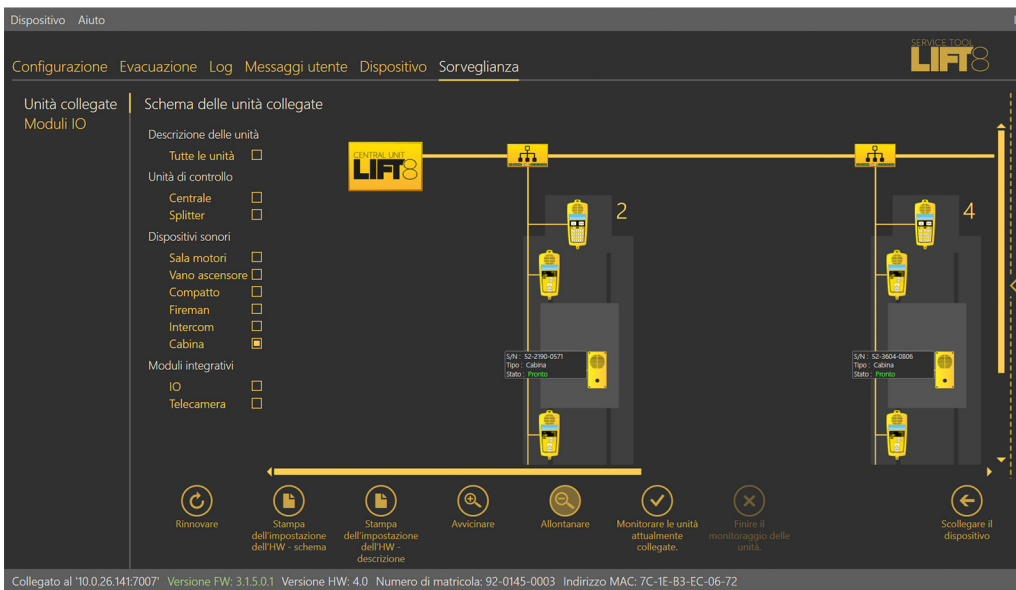 Dispositivo Aiuto
SERVICE TOOL
LIFT8
Configurazione Evacuazione Log Messaggi utente Dispositivo Sorveglianza
Unità collegate
Moduli IO
Schema delle unità collegate
Descrizione delle unità
Tutte le unità
Unità di controllo
Centrale
Splitter
Dispositivi sonori
Sala motori
Vano ascensore
Compatto
Fireman
Intercom
Cabina
Moduli integrativi
IO
Telecamera
CENTRAL UNIT
LIFT8
2
4
S/N : 52-2190-0571
Tipo : Cabina
Stato : Pronto
S/N : 52-3604-0806
Tipo : Cabina
Stato : Pronto
Rinnovare
Stampa
dell'impostazione
dell'HW - schema
Stampa
dell'impostazione
dell'HW -
descrizione
Avvicinare
Allontanare
Monitorare le unità
attualmente
collegate.
Finire il
monitoraggio delle
unità.
Scollegare il
dispositivo
Collegato al '10.0.26.141:7007' Versione FW: 3.1.5.0.1 Versione HW: 4.0 Numero di matricola: 92-0145-0003 Indirizzo MAC: 7C-1E-B3-EC-06-72